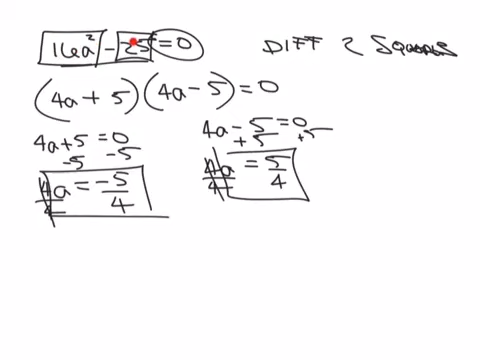 16a² - 25 = 0 DIFF 2 Squares
(4a + 5)(4a - 5) = 0
4a + 5 = 0
-5 -5
4a = -5
4 4
4a - 5 = 0
+5 +5
4a = 5
4 4